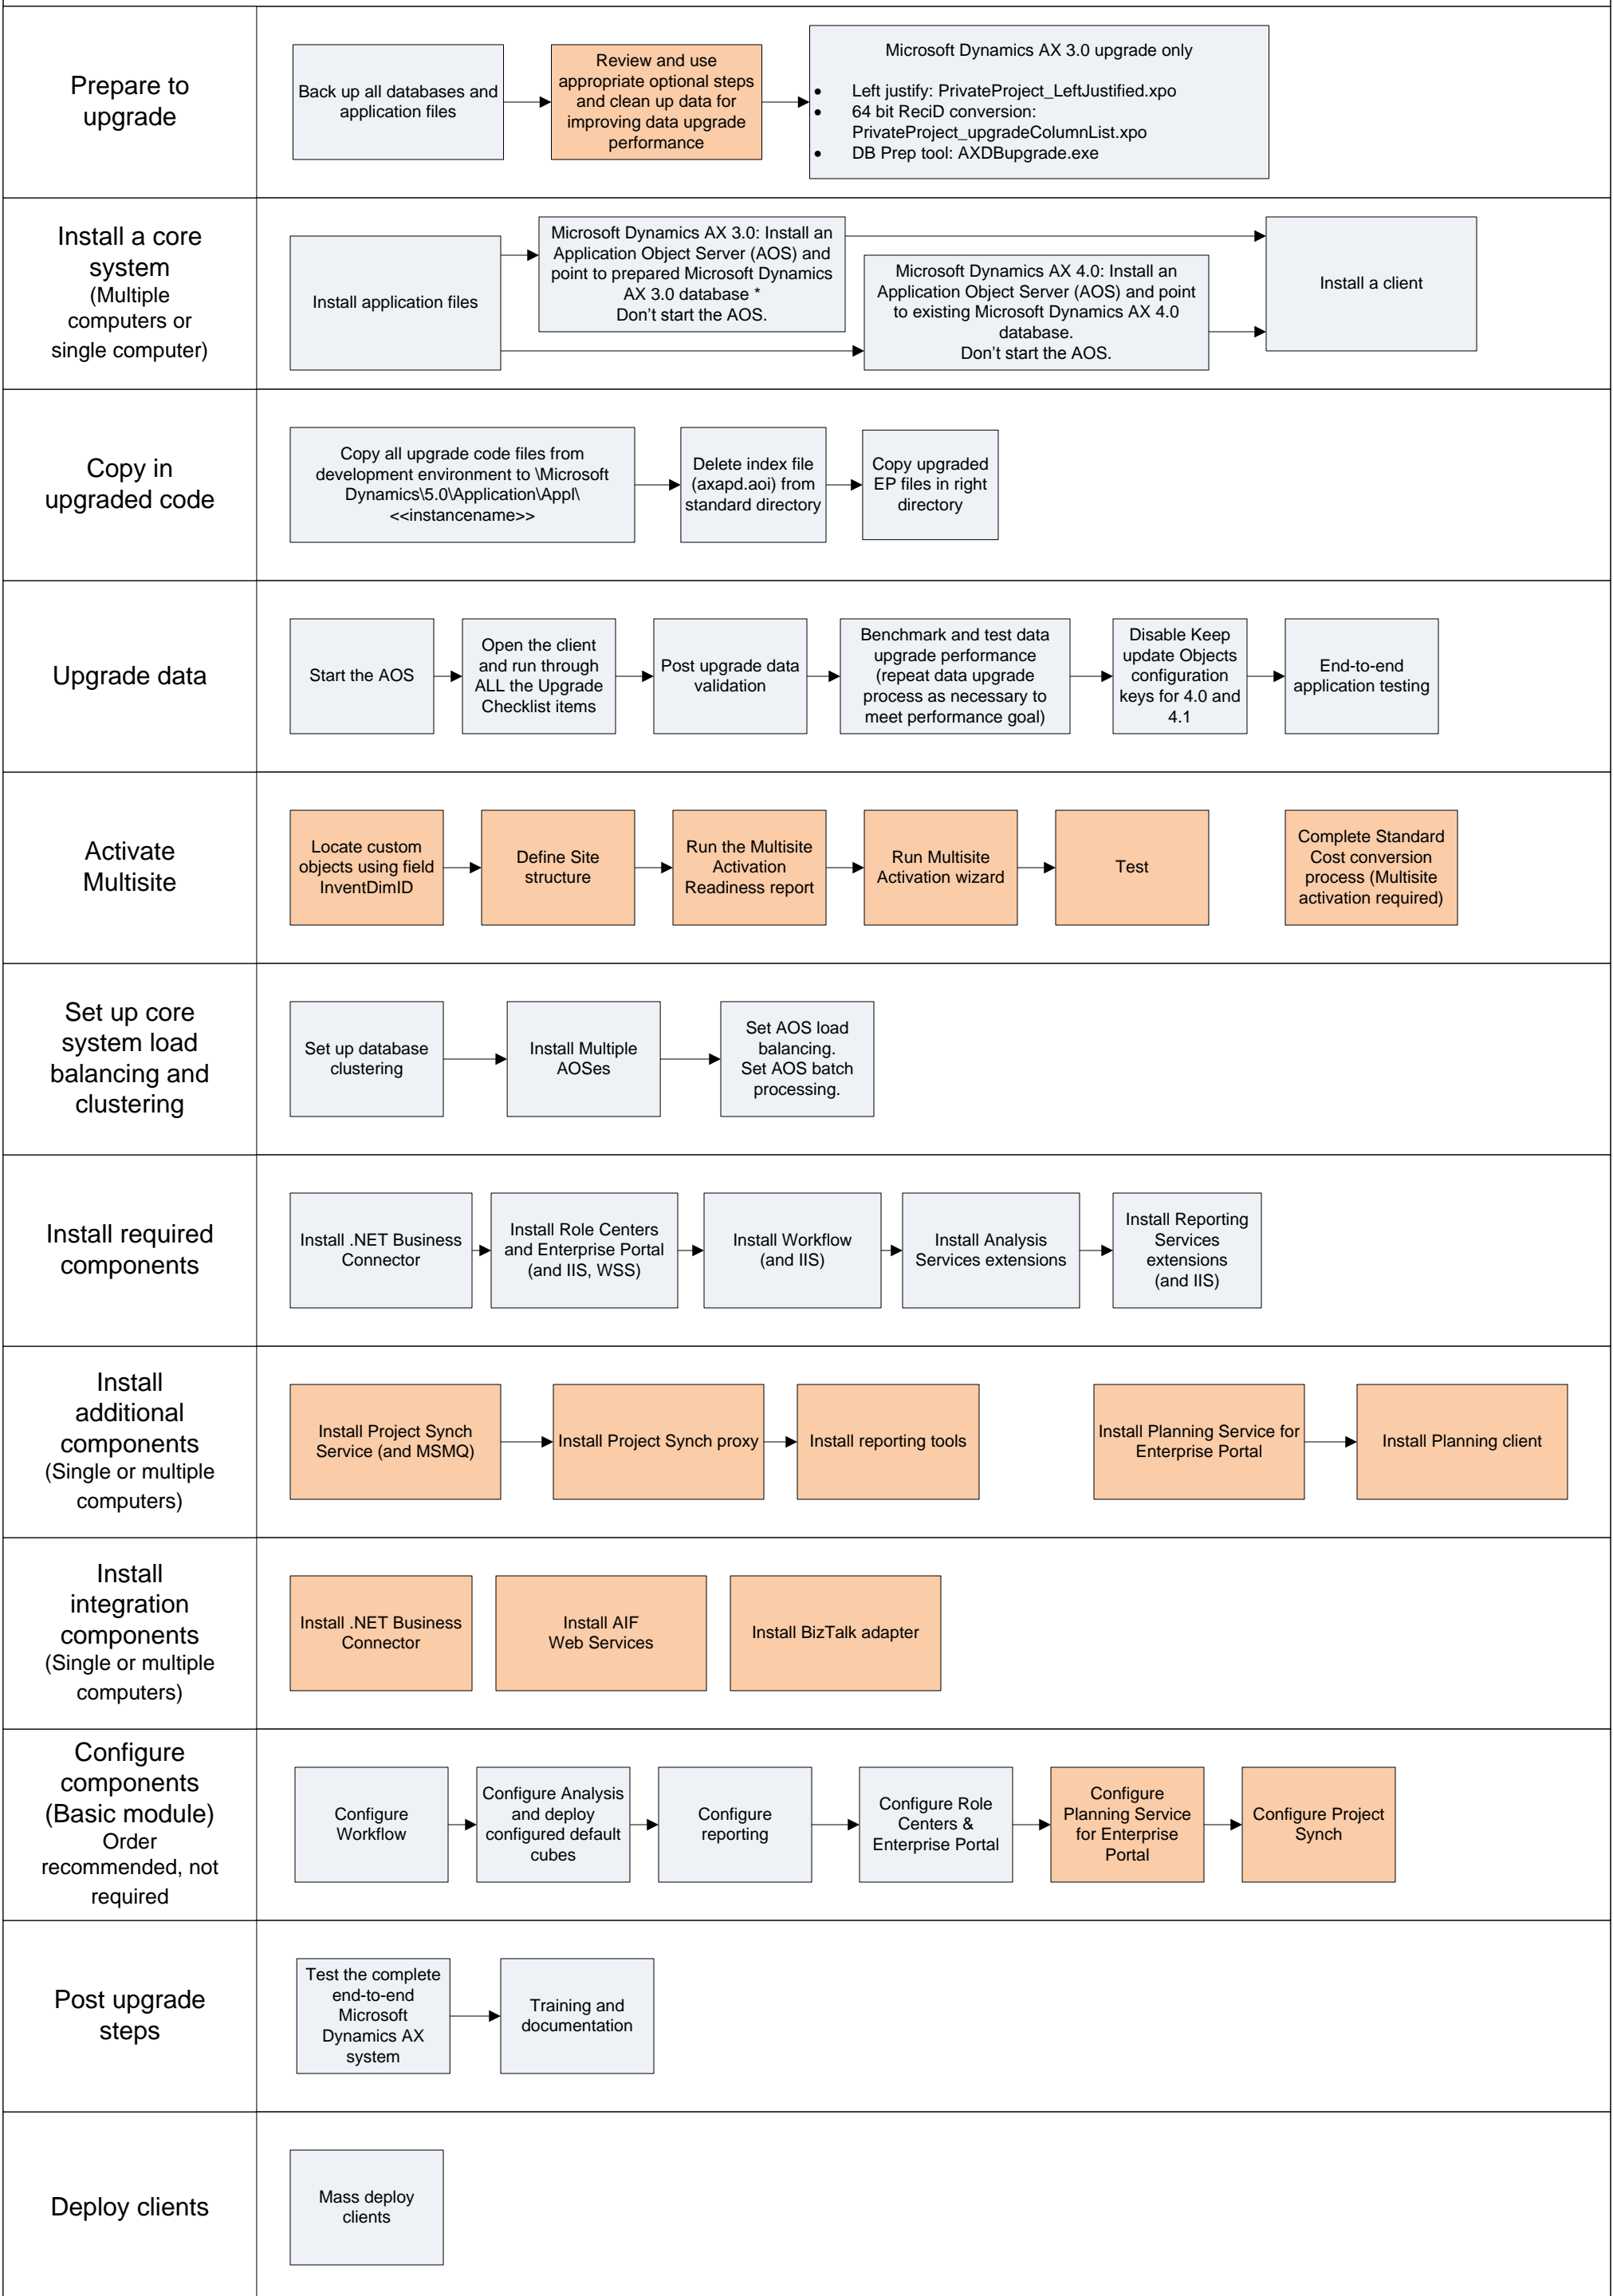 Prepare to
upgrade
Back up all databases and
application files
Review and use
appropriate optional steps
and clean up data for
improving data upgrade
performance
Microsoft Dynamics AX 3.0 upgrade only
• Left justify: PrivateProject_LeftJustified.xpo
• 64 bit ReciD conversion:
PrivateProject_upgradeColumnList.xpo
• DB Prep tool: AXDBupgrade.exe
Install a core
system
(Multiple
computers or
single computer)
Install application files
Microsoft Dynamics AX 3.0: Install an
Application Object Server (AOS) and
point to prepared Microsoft Dynamics
AX 3.0 database *
Don't start the AOS.
Microsoft Dynamics AX 4.0: Install an
Application Object Server (AOS) and point
to existing Microsoft Dynamics AX 4.0
database.
Don't start the AOS.
Install a client
Copy in
upgraded code
Copy all upgrade code files from
development environment to \Microsoft
Dynamics\5.0\Application\Appl\
<<instancename>>
Delete index file
(axapd.aoi) from
standard directory
Copy upgraded
EP files in right
directory
Upgrade data
Start the AOS
Open the client
and run through
ALL the Upgrade
Checklist items
Post upgrade data
validation
Benchmark and test data
upgrade performance
(repeat data upgrade
process as necessary to
meet performance goal)
Disable Keep
update Objects
configuration
keys for 4.0 and
4.1
End-to-end
application testing
Activate
Multisite
Locate custom
objects using field
InventDimID
Define Site
structure
Run the Multisite
Activation
Readiness report
Run Multisite
Activation wizard
Test
Complete Standard
Cost conversion
process (Multisite
activation required)
Set up core
system load
balancing and
clustering
Set up database
clustering
Install Multiple
AOSes
Set AOS load
balancing.
Set AOS batch
processing.
Install required
components
Install .NET Business
Connector
Install Role Centers
and Enterprise Portal
(and IIS, WSS)
Install Workflow
(and IIS)
Install Analysis
Services extensions
Install Reporting
Services
extensions
(and IIS)
Install
additional
components
(Single or multiple
computers)
Install Project Synch
Service (and MSMQ)
Install Project Synch proxy
Install reporting tools
Install Planning Service for
Enterprise Portal
Install Planning client
Install
integration
components
(Single or multiple
computers)
Install .NET Business
Connector
Install AIF
Web Services
Install BizTalk adapter
Configure
components
(Basic module)
Order
recommended, not
required
Configure
Workflow
Configure Analysis
and deploy
configured default
cubes
Configure
reporting
Configure Role
Centers &
Enterprise Portal
Configure
Planning Service
for Enterprise
Portal
Configure Project
Synch
Post upgrade
steps
Test the complete
end-to-end
Microsoft
Dynamics AX
system
Training and
documentation
Deploy clients
Mass deploy
clients